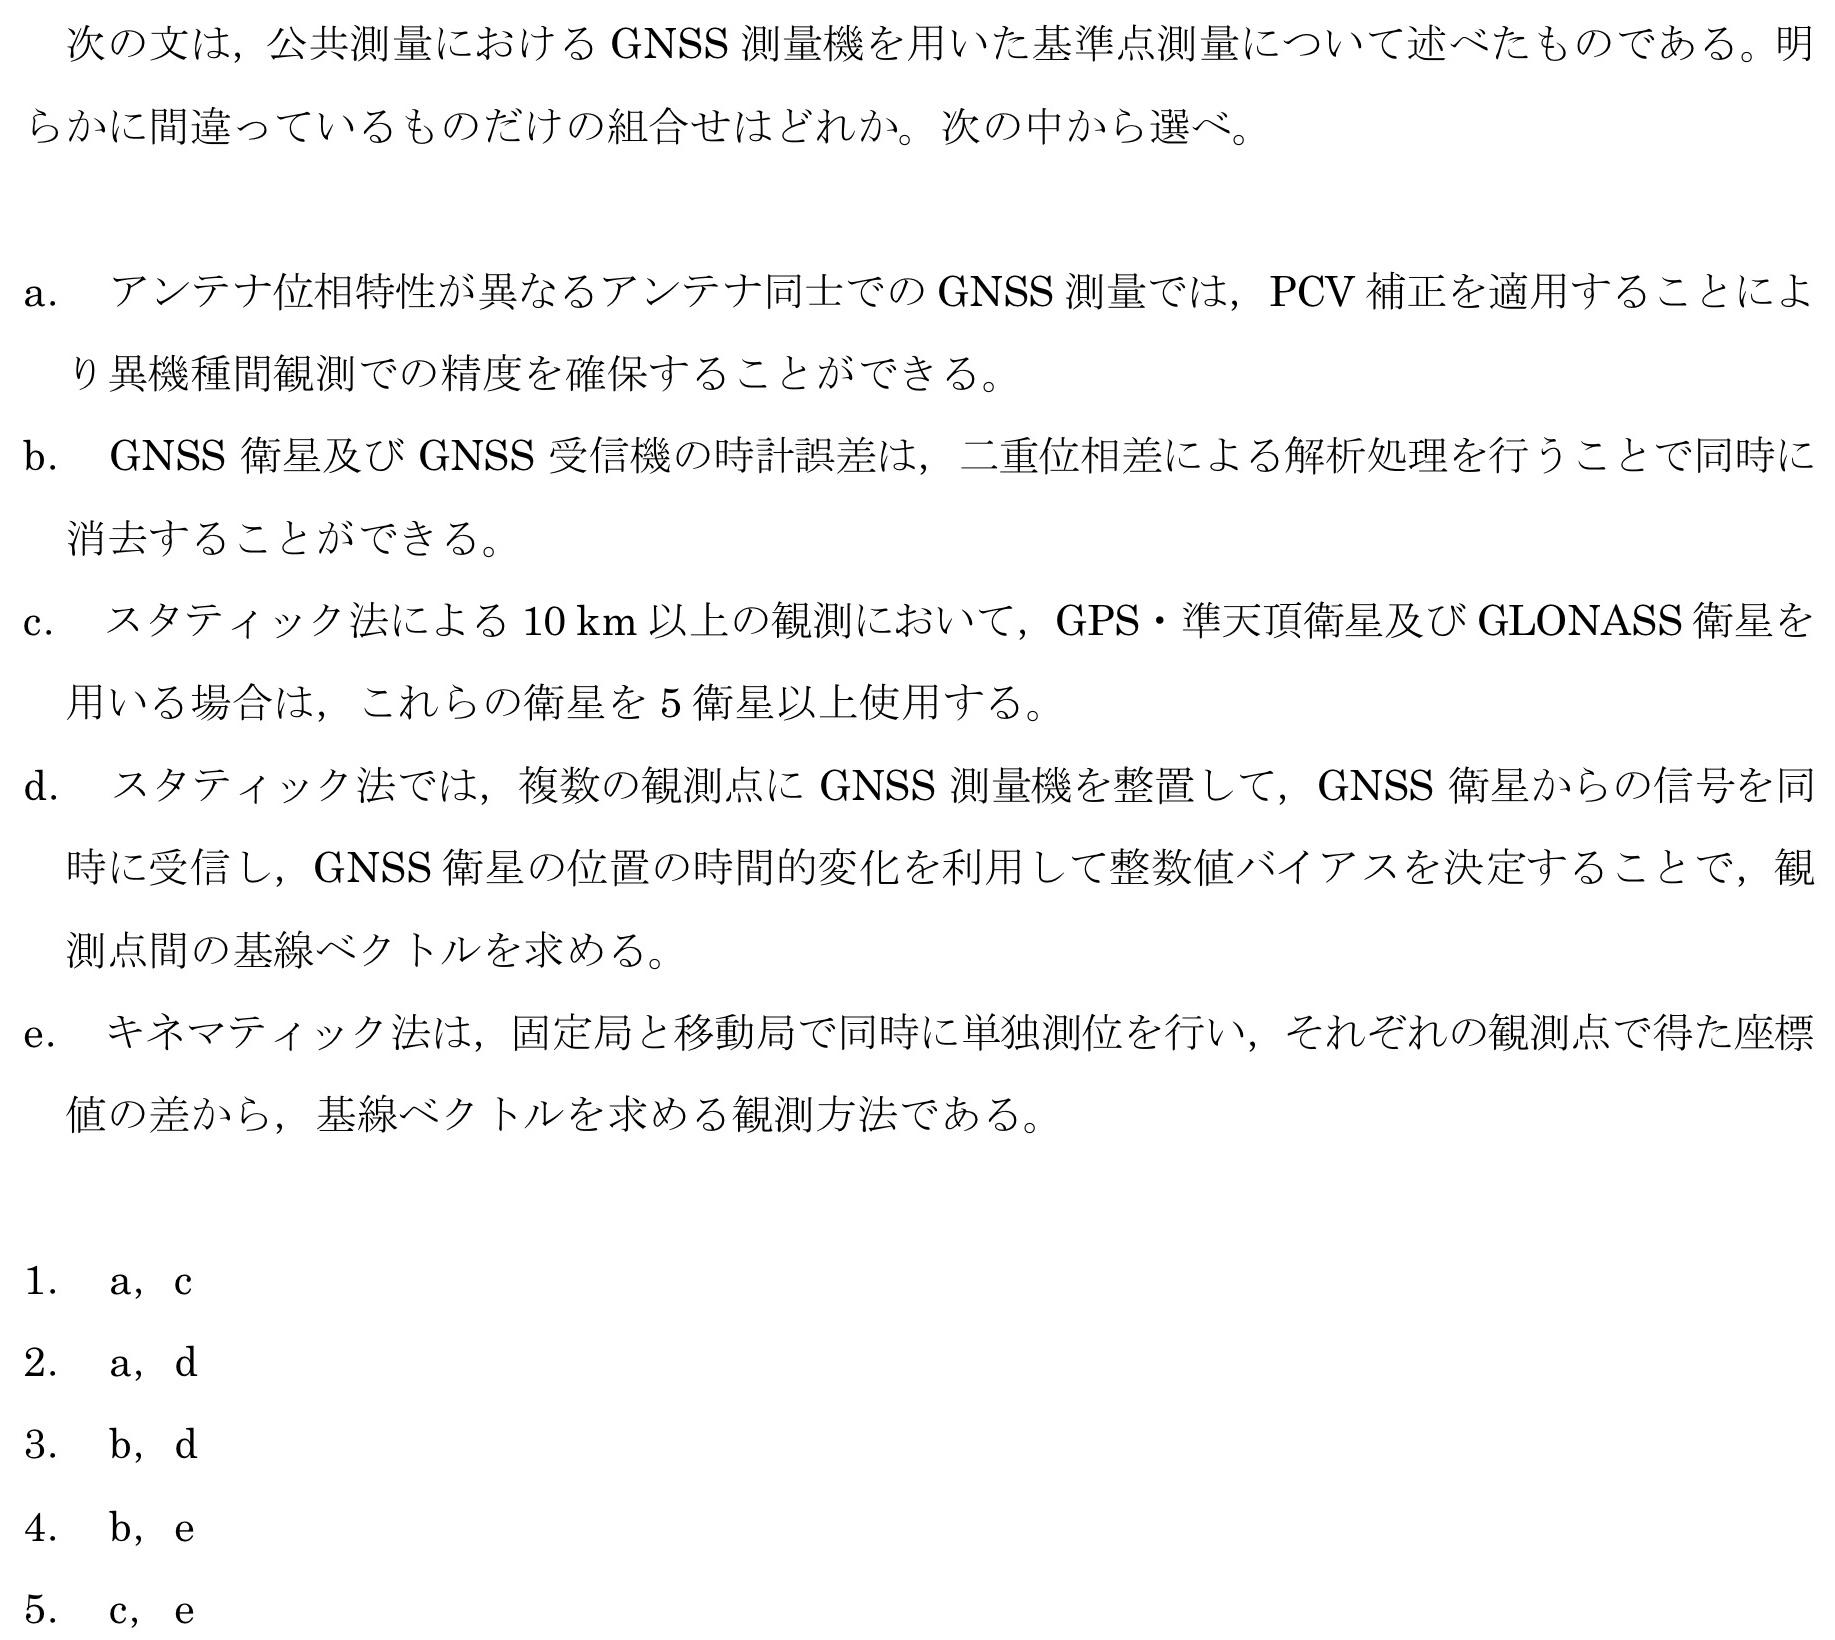 次の文は，公共測量における GNSS 測量機を用いた基準点測量について述べたものである。明
らかに間違っているものだけの組合せはどれか。次の中から選べ。
a.　アンテナ位相特性が異なるアンテナ同士での GNSS 測量では，PCV 補正を適用することによ
り異機種間観測での精度を確保することができる。
b.　GNSS 衛星及び GNSS 受信機の時計誤差は，二重位相差による解析処理を行うことで同時に
消去することができる。
c.　スタティック法による 10 km 以上の観測において，GPS・準天頂衛星及び GLONASS 衛星を
用いる場合は，これらの衛星を 5 衛星以上使用する。
d.　スタティック法では，複数の観測点に GNSS 測量機を整置して，GNSS 衛星からの信号を同
時に受信し，GNSS 衛星の位置の時間的変化を利用して整数値バイアスを決定することで，観
測点間の基線ベクトルを求める。
e.　キネマティック法は，固定局と移動局で同時に単独測位を行い，それぞれの観測点で得た座標
値の差から，基線ベクトルを求める観測方法である。
1.　a，c
2.　a，d
3.　b，d
4.　b，e
5.　c，e